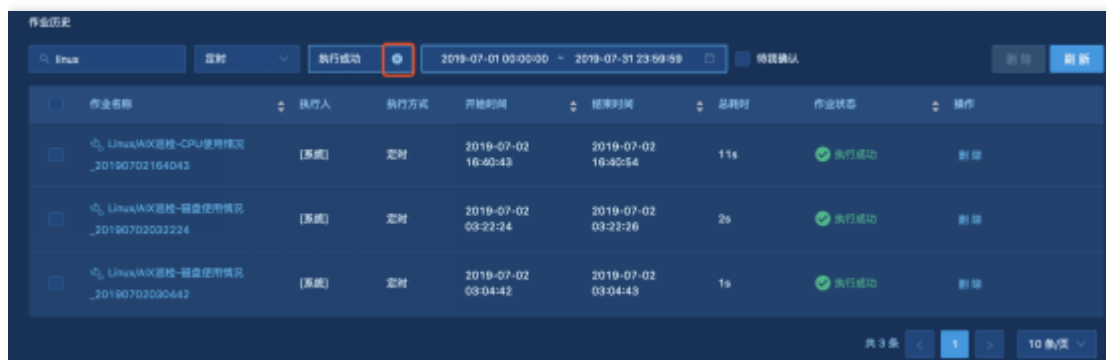 作业历史
linux 定时 执行成功 2019-07-01 00:00:00 ~ 2019-07-31 23:59:59 待我确认 删除 刷新
作业名称 执行人 执行方式 开始时间 结束时间 总耗时 作业状态 操作
Linux/AIX巡检-CPU使用情况
_20190702164043
[系统] 定时 2019-07-02 16:40:43 2019-07-02 16:40:54 11s 执行成功 删除
Linux/AIX巡检-磁盘使用情况
_20190702032224
[系统] 定时 2019-07-02 03:22:24 2019-07-02 03:22:26 2s 执行成功 删除
Linux/AIX巡检-磁盘使用情况
_20190702030442
[系统] 定时 2019-07-02 03:04:42 2019-07-02 03:04:43 1s 执行成功 删除
共 3 条 < 1 > 10 条/页